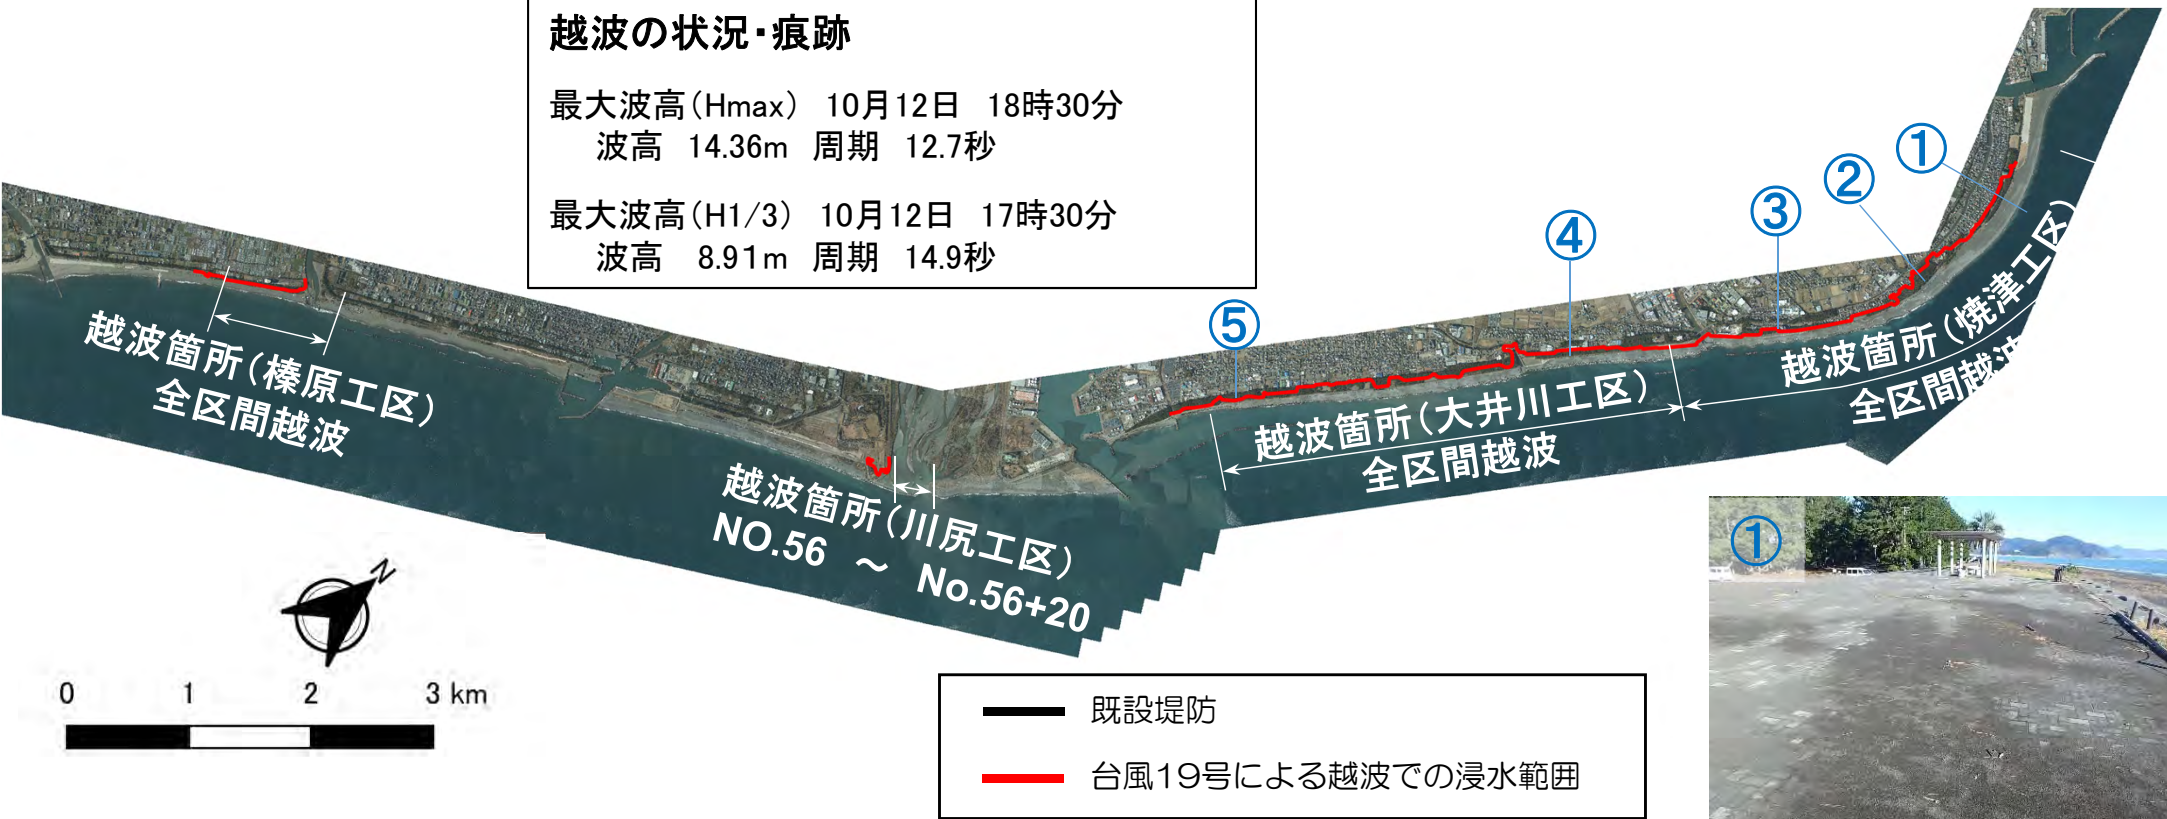 越波の状況・痕跡
最大波高（Hmax） 10月12日 18時30分
波高 14.36m 周期 12.7秒
最大波高（H1/3） 10月12日 17時30分
波高 8.91m 周期 14.9秒
①
②
③
④
⑤
越波箇所（榛原工区）
全区間越波
越波箇所（川尻工区）
NO.56 ～ No.56+20
越波箇所（大井川工区）
全区間越波
越波箇所（焼津工区）
全区間越波
N
0 1 2 3 km
既設堤防
台風19号による越波での浸水範囲
①